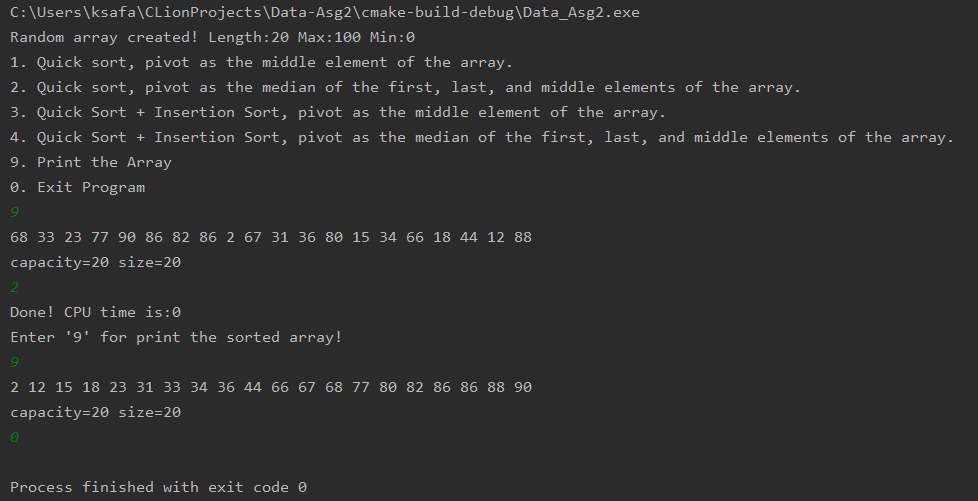 C:\Users\ksafa\CLionProjects\Data-Asg2\cmake-build-debug\Data_Asg2.exe
Random array created! Length:20 Max:100 Min:0
1. Quick sort, pivot as the middle element of the array.
2. Quick sort, pivot as the median of the first, last, and middle elements of the array.
3. Quick Sort + Insertion Sort, pivot as the middle element of the array.
4. Quick Sort + Insertion Sort, pivot as the median of the first, last, and middle elements of the array.
9. Print the Array
0. Exit Program
9
68 33 23 77 90 86 82 86 2 67 31 36 80 15 34 66 18 44 12 88
capacity=20 size=20
2
Done! CPU time is:0
Enter '9' for print the sorted array!
9
2 12 15 18 23 31 33 34 36 44 66 67 68 77 80 82 86 86 88 90
capacity=20 size=20
0
Process finished with exit code 0